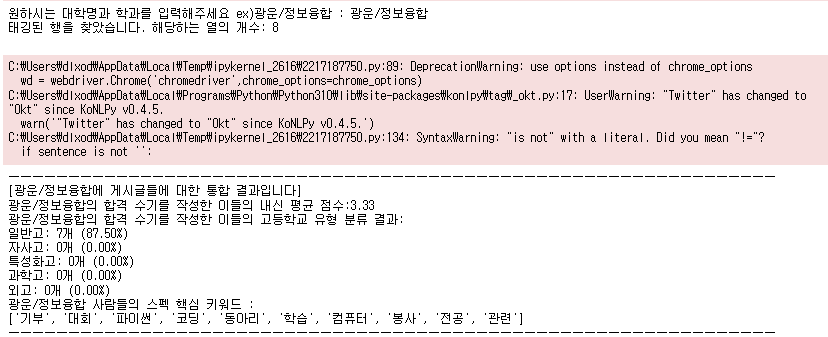 원하시는 대학명과 학과를 입력해주세요 ex)광운/정보융합 : 광운/정보융합
태깅된 행을 찾았습니다. 해당하는 열의 개수: 8
C:₩Users₩dlxod₩AppData₩Local₩Temp₩ipykernel_2616₩2217187750.py:89: DeprecationWarning: use options instead of chrome_options
wd = webdriver.Chrome('chromedriver',chrome_options=chrome_options)
C:₩Users₩dlxod₩AppData₩Local₩Programs₩Python₩Python310₩lib₩site-packages₩konlpy₩tag₩_okt.py:17: UserWarning: "Twitter" has changed to
"Okt" since KoNLPy v0.4.5.
warn('"Twitter" has changed to "Okt" since KoNLPy v0.4.5.')
C:₩Users₩dlxod₩AppData₩Local₩Temp₩ipykernel_2616₩2217187750.py:134: SyntaxWarning: "is not" with a literal. Did you mean "!="?
if sentence is not '':
[광운/정보융합에 게시글들에 대한 통합 결과입니다]
광운/정보융합의 합격 수기를 작성한 이들의 내신 평균 점수:3.33
광운/정보융합의 합격 수기를 작성한 이들의 고등학교 유형 분류 결과:
일반고: 7개 (87.50%)
자사고: 0개 (0.00%)
특성화고: 0개 (0.00%)
과학고: 0개 (0.00%)
외고: 0개 (0.00%)
광운/정보융합 사람들의 스펙 핵심 키워드 :
['기부', '대회', '파이썬', '코딩', '동아리', '학습', '컴퓨터', '봉사', '전공', '관련']